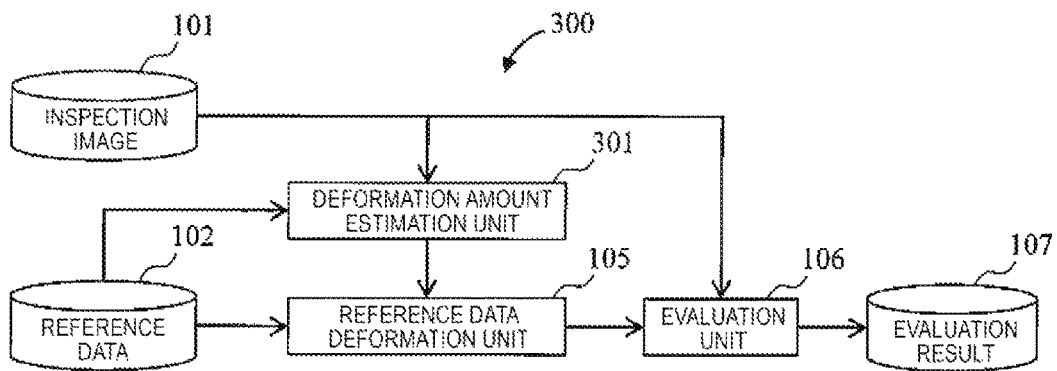 101
300
INSPECTION
IMAGE
301
DEFORMATION AMOUNT
ESTIMATION UNIT
102
105
106
107
REFERENCE
DATA
REFERENCE DATA
DEFORMATION UNIT
EVALUATION
UNIT
EVALUATION
RESULT